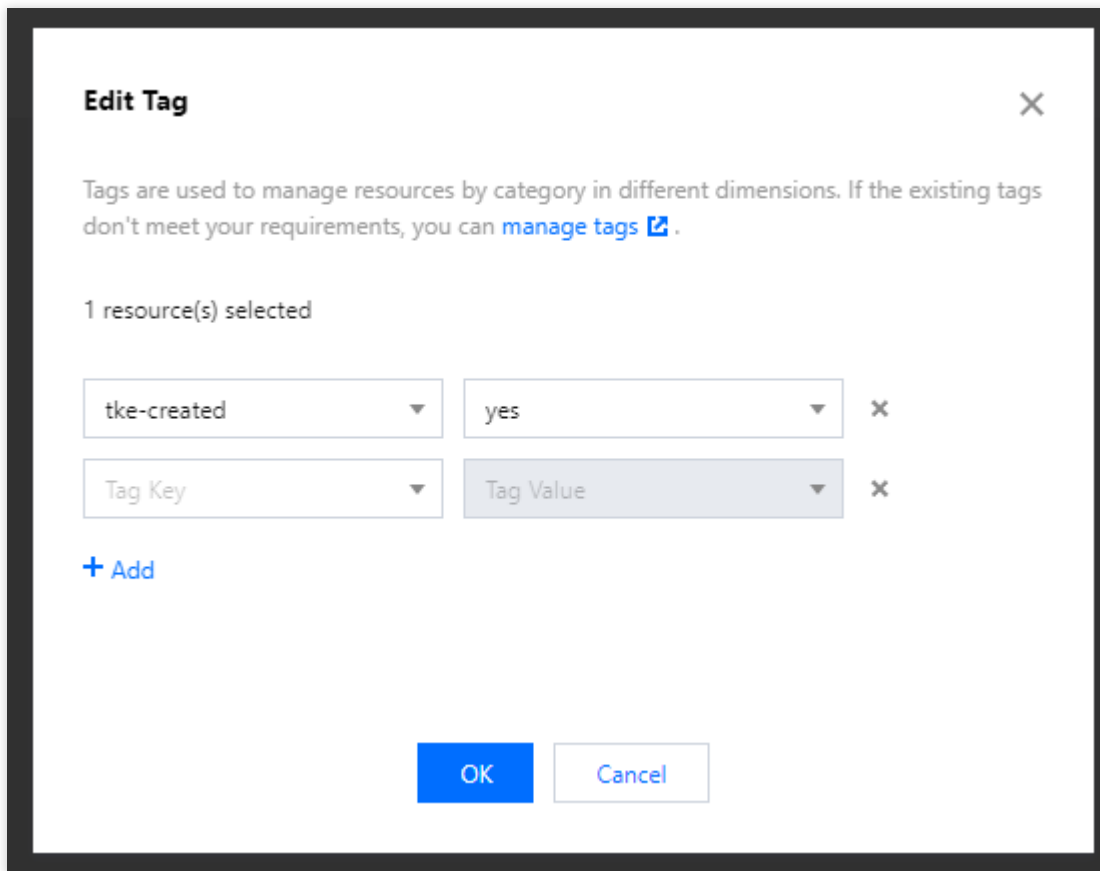 Edit Tag
Tags are used to manage resources by category in different dimensions. If the existing tags
don't meet your requirements, you can manage tags .
1 resource(s) selected
tke-created yes
Tag Key Tag Value
+ Add
OK Cancel